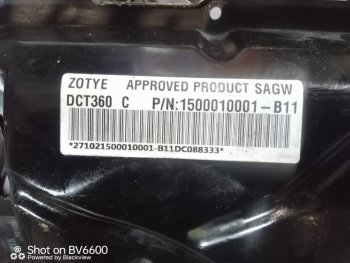 ZOTYE APPROVED PRODUCT SAGW
DCT360 C P/N:1500010001-B11
*271021500010001-B11DC088333*
Shot on BV6600
Powered by Blackview